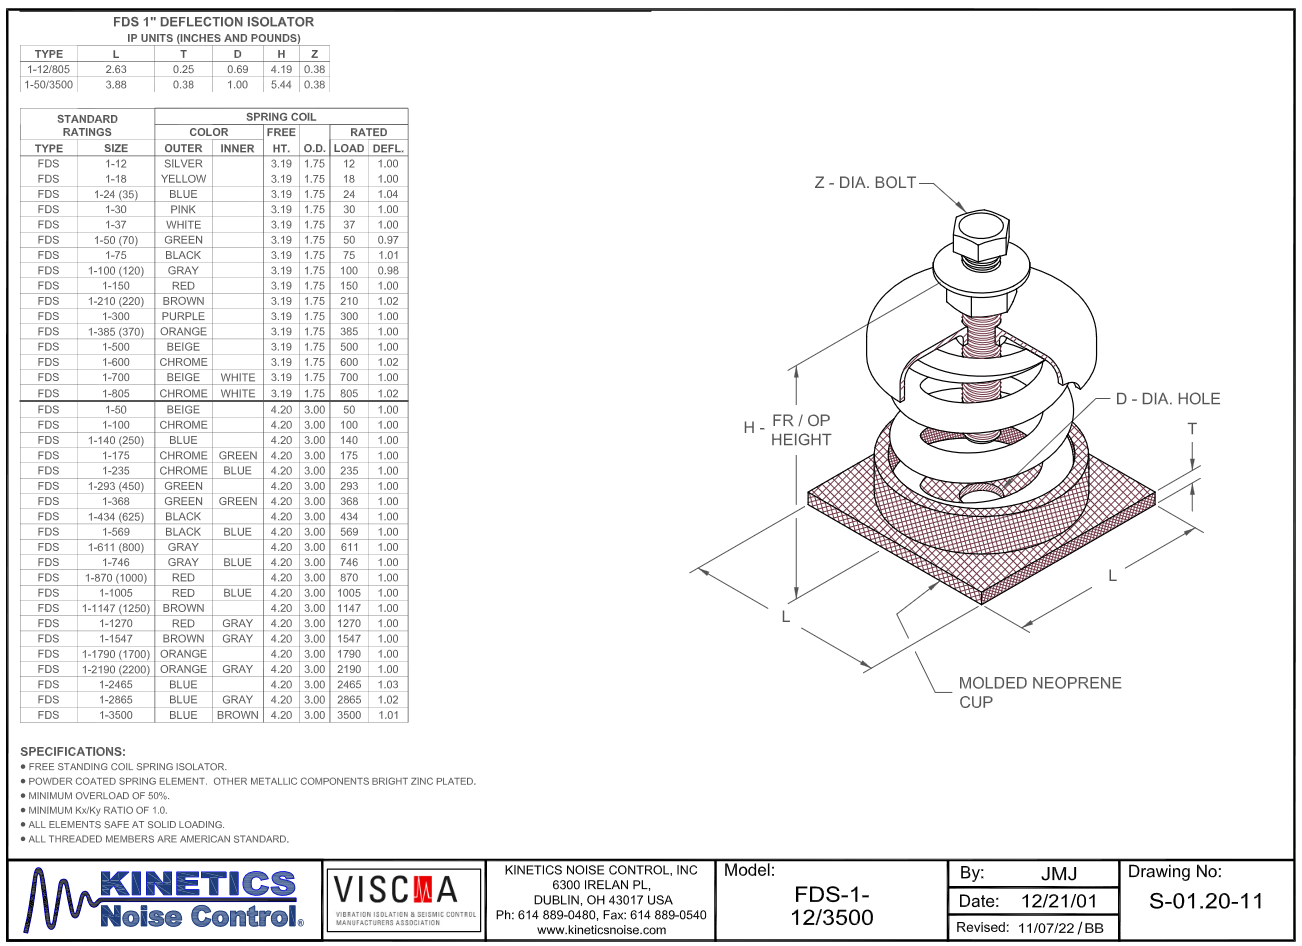 FDS 1" DEFLECTION ISOLATOR
IP UNITS (INCHES AND POUNDS)
TYPE L T D H Z
1-12/805 2.63 0.25 0.69 4.19 0.38
1-50/3500 3.88 0.38 1.00 5.44 0.38
STANDARD SPRING COIL
RATINGS COLOR FREE RATED
TYPE SIZE OUTER INNER HT. O.D. LOAD DEFL.
FDS 1-12 SILVER 3.19 1.75 12 1.00
FDS 1-18 YELLOW 3.19 1.75 18 1.00
FDS 1-24 (35) BLUE 3.19 1.75 24 1.04
FDS 1-30 PINK 3.19 1.75 30 1.00
FDS 1-37 WHITE 3.19 1.75 37 1.00
FDS 1-50 (70) GREEN 3.19 1.75 50 0.97
FDS 1-75 BLACK 3.19 1.75 75 1.01
FDS 1-100 (120) GRAY 3.19 1.75 100 0.98
FDS 1-150 RED 3.19 1.75 150 1.00
FDS 1-210 (220) BROWN 3.19 1.75 210 1.02
FDS 1-300 PURPLE 3.19 1.75 300 1.00
FDS 1-385 (370) ORANGE 3.19 1.75 385 1.00
FDS 1-500 BEIGE 3.19 1.75 500 1.00
FDS 1-600 CHROME 3.19 1.75 600 1.02
FDS 1-700 BEIGE WHITE 3.19 1.75 700 1.00
FDS 1-805 CHROME WHITE 3.19 1.75 805 1.02
FDS 1-50 BEIGE 4.20 3.00 50 1.00
FDS 1-100 CHROME 4.20 3.00 100 1.00
FDS 1-140 (250) BLUE 4.20 3.00 140 1.00
FDS 1-175 CHROME GREEN 4.20 3.00 175 1.00
FDS 1-235 CHROME BLUE 4.20 3.00 235 1.00
FDS 1-293 (450) GREEN 4.20 3.00 293 1.00
FDS 1-368 GREEN GREEN 4.20 3.00 368 1.00
FDS 1-434 (625) BLACK 4.20 3.00 434 1.00
FDS 1-569 BLACK BLUE 4.20 3.00 569 1.00
FDS 1-611 (800) GRAY 4.20 3.00 611 1.00
FDS 1-746 GRAY BLUE 4.20 3.00 746 1.00
FDS 1-870 (1000) RED 4.20 3.00 870 1.00
FDS 1-1005 RED BLUE 4.20 3.00 1005 1.00
FDS 1-1147 (1250) BROWN 4.20 3.00 1147 1.00
FDS 1-1270 RED GRAY 4.20 3.00 1270 1.00
FDS 1-1547 BROWN GRAY 4.20 3.00 1547 1.00
FDS 1-1790 (1700) ORANGE 4.20 3.00 1790 1.00
FDS 1-2190 (2200) ORANGE GRAY 4.20 3.00 2190 1.00
FDS 1-2465 BLUE 4.20 3.00 2465 1.03
FDS 1-2865 BLUE GRAY 4.20 3.00 2865 1.02
FDS 1-3500 BLUE BROWN 4.20 3.00 3500 1.01
SPECIFICATIONS:
● FREE STANDING COIL SPRING ISOLATOR.
● POWDER COATED SPRING ELEMENT. OTHER METALLIC COMPONENTS BRIGHT ZINC PLATED.
● MINIMUM OVERLOAD OF 50%.
● MINIMUM Kx/Ky RATIO OF 1.0.
● ALL ELEMENTS SAFE AT SOLID LOADING.
● ALL THREADED MEMBERS ARE AMERICAN STANDARD.
Z - DIA. BOLT
D - DIA. HOLE
H - FR / OP
HEIGHT
T
L
L
MOLDED NEOPRENE
CUP
KINETICS
Noise Control®
VISCMA
VIBRATION ISOLATION & SEISMIC CONTROL
MANUFACTURERS ASSOCIATION
KINETICS NOISE CONTROL, INC
6300 IRELAN PL,
DUBLIN, OH 43017 USA
Ph: 614 889-0480, Fax: 614 889-0540
www.kineticsnoise.com
Model:
FDS-1-
12/3500
By: JMJ
Date: 12/21/01
Revised: 11/07/22 / BB
Drawing No:
S-01.20-11